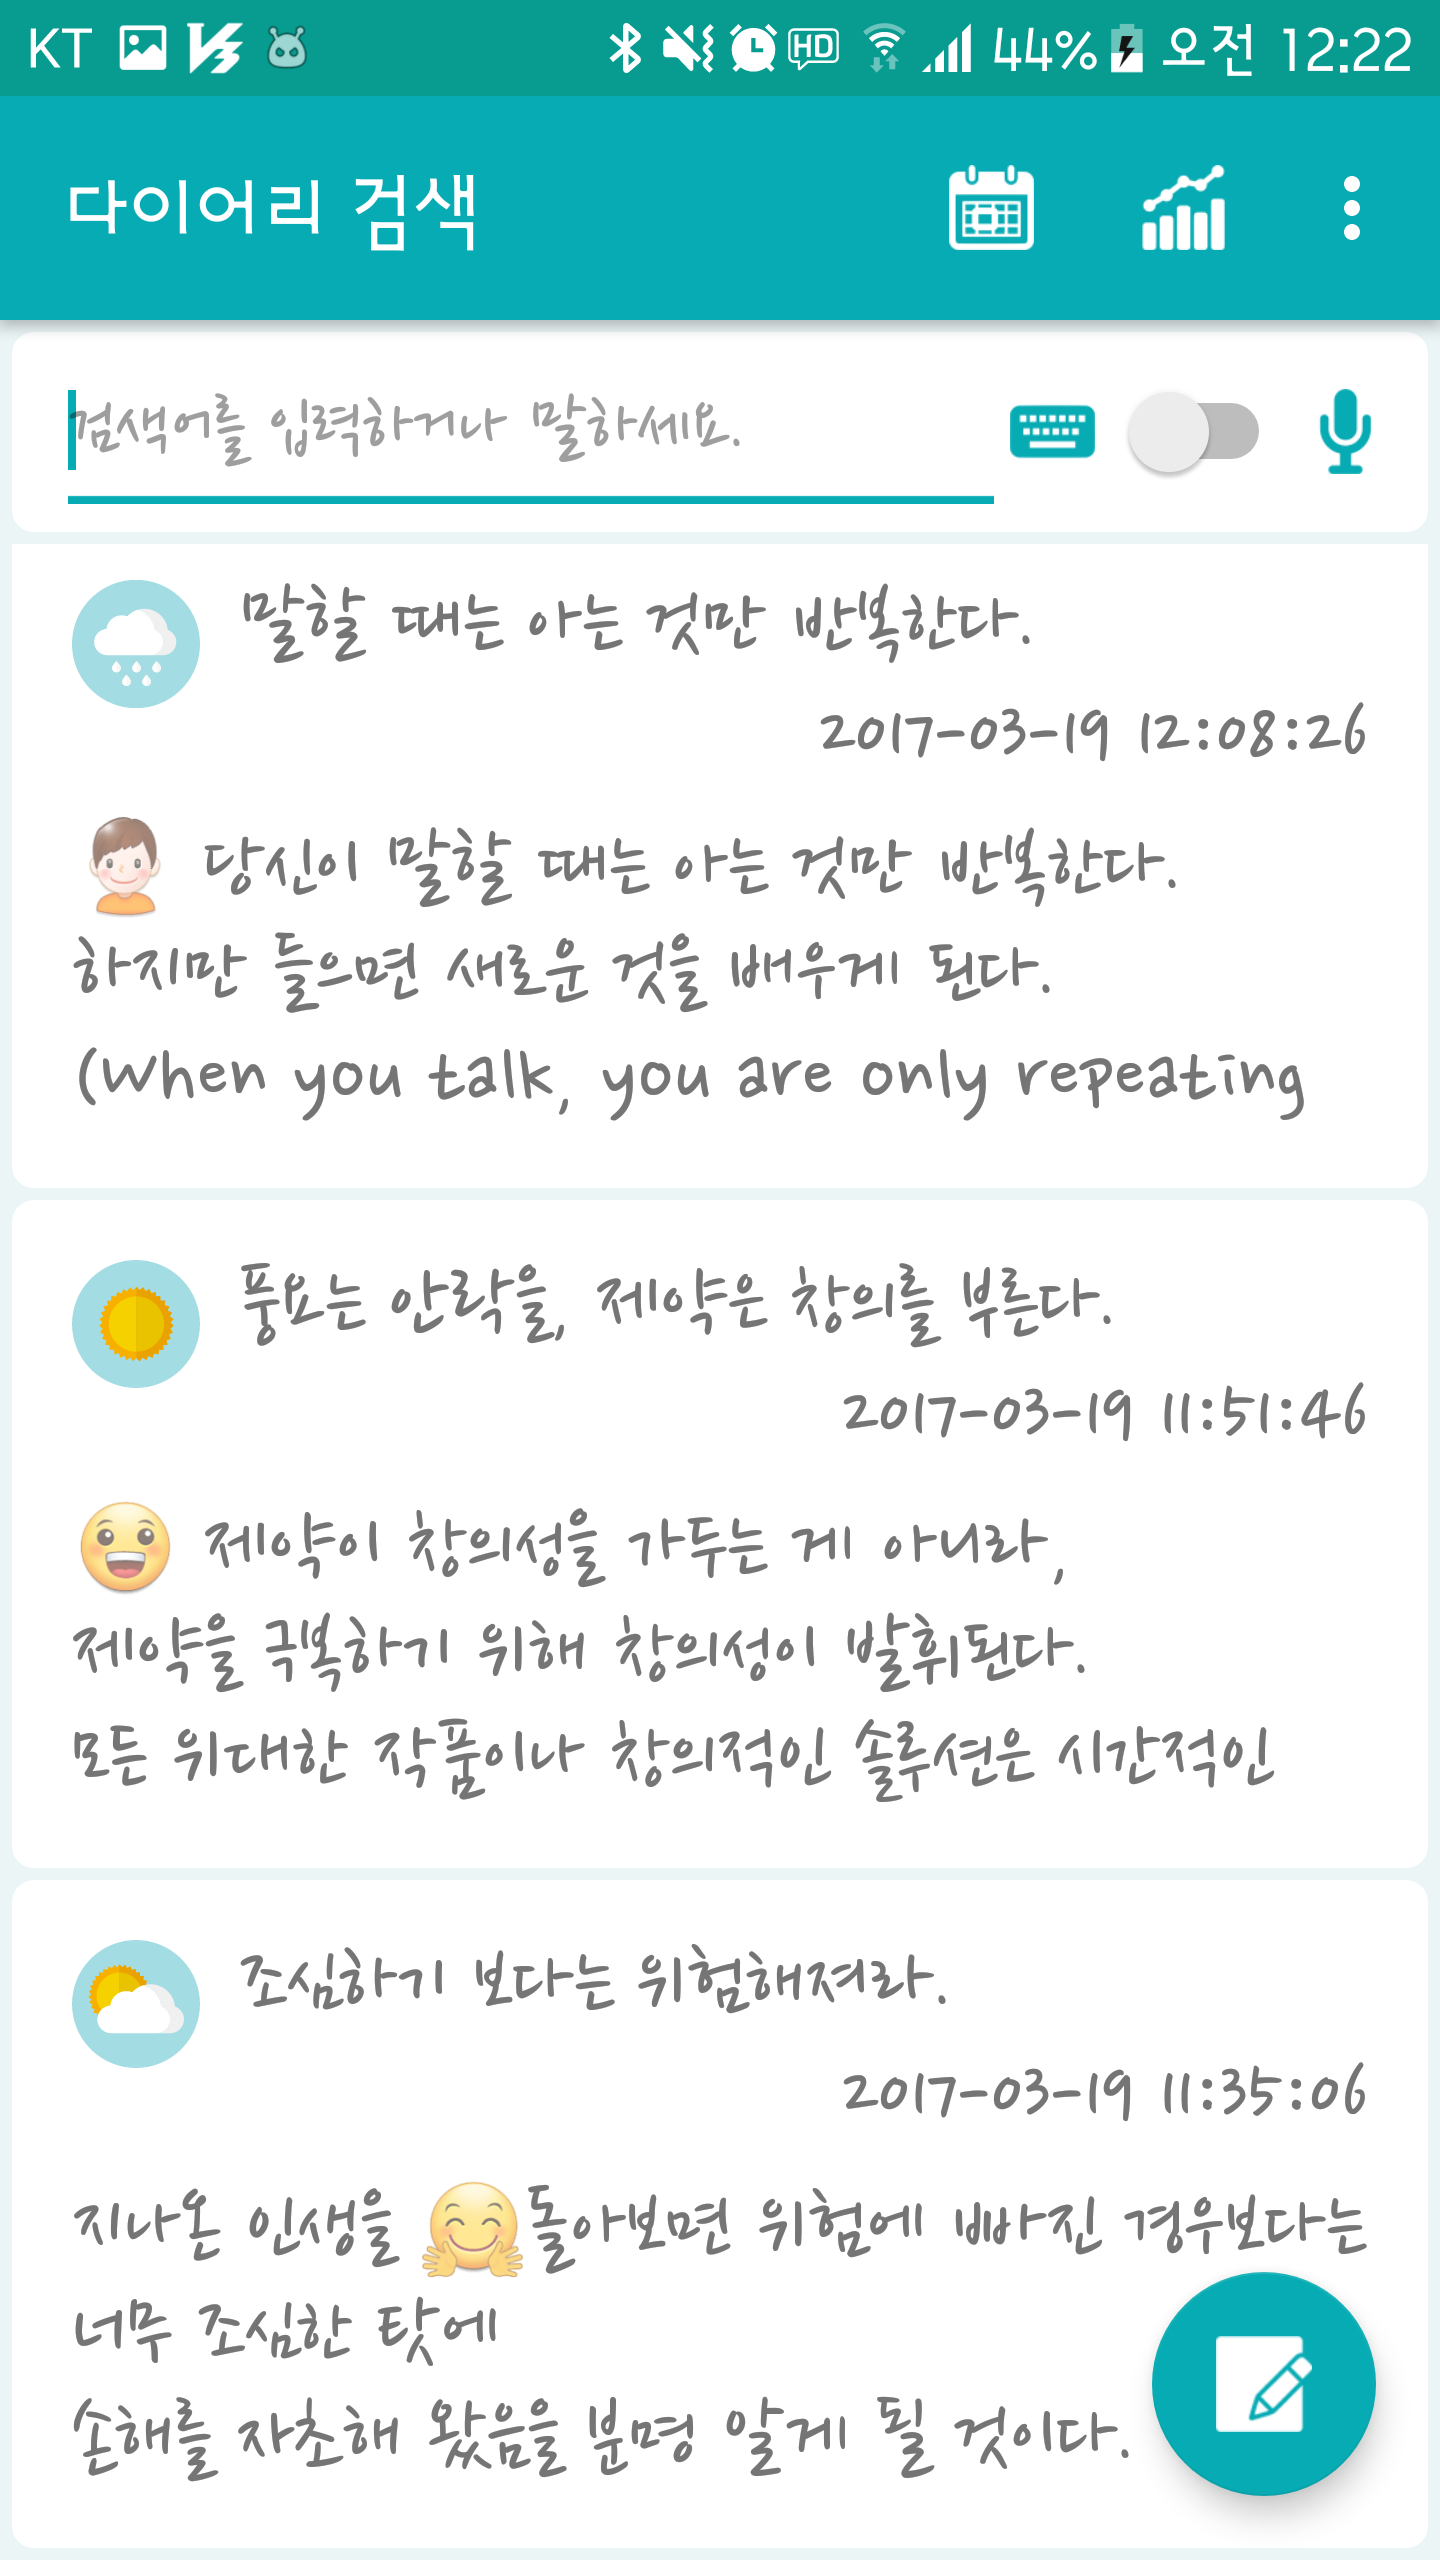 KT HD 44% 오전 12:22
다이어리 검색
검색어를 입력하거나 말하세요.
말할 때는 아는 것만 반복한다.
2017-03-19 12:08:26
당신이 말할 때는 아는 것만 반복한다.
하지만 들으면 새로운 것을 배우게 된다.
(When you talk, you are only repeating
풍요는 안락을, 제약은 창의를 부른다.
2017-03-19 11:51:46
제약이 창의성을 가두는 게 아니라,
제약을 극복하기 위해 창의성이 발휘된다.
모든 위대한 작품이나 창의적인 솔루션은 시간적인
조심하기 보다는 위험해져라.
2017-03-19 11:35:06
지나온 인생을 돌아보면 위험에 빠진 경우보다는
너무 조심한 탓에
손해를 자초해 왔음을 분명 알게 될 것이다.